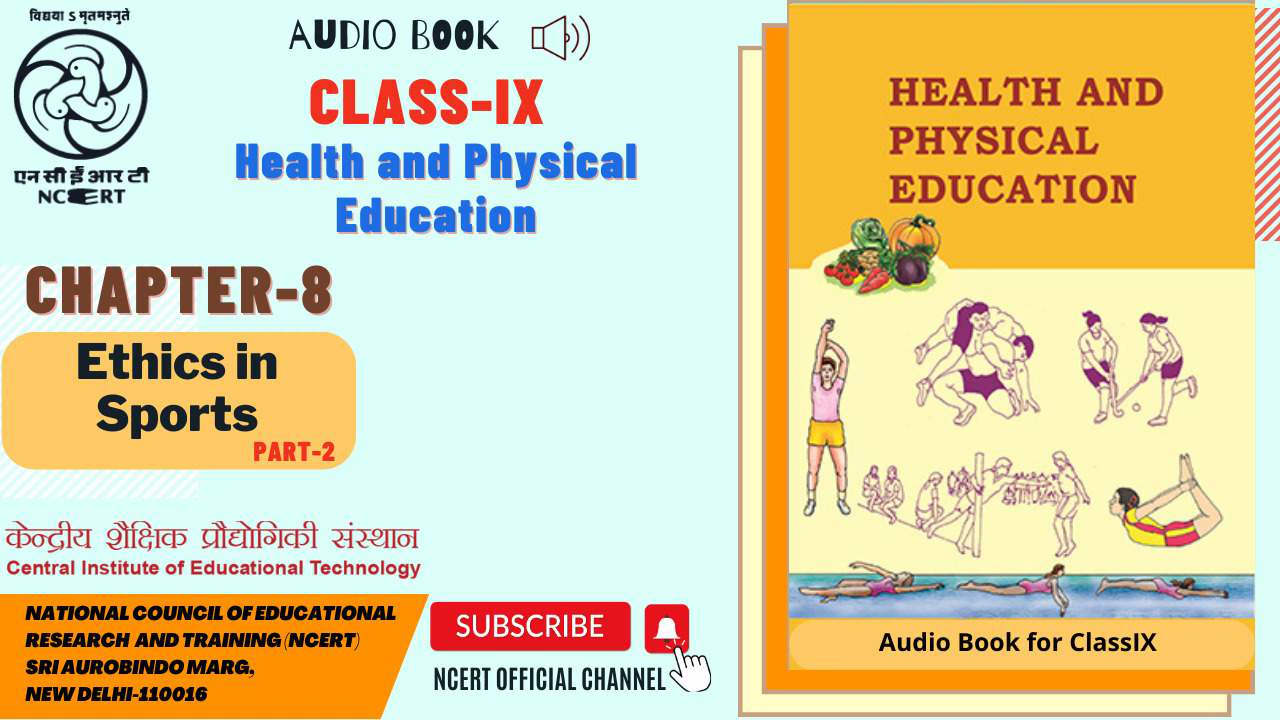 विद्यया ऽ मृतमश्नुते
एन सी ई आर टी
NCERT
AUDIO BOOK
CLASS-IX
Health and Physical
Education
CHAPTER-8
Ethics in
Sports
PART-2
केन्द्रीय शैक्षिक प्रौद्योगिकी संस्थान
Central Institute of Educational Technology
NATIONAL COUNCIL OF EDUCATIONAL
RESEARCH AND TRAINING (NCERT)
SRI AUROBINDO MARG,
NEW DELHI-110016
SUBSCRIBE
NCERT OFFICIAL CHANNEL
HEALTH AND
PHYSICAL
EDUCATION
Audio Book for ClassIX